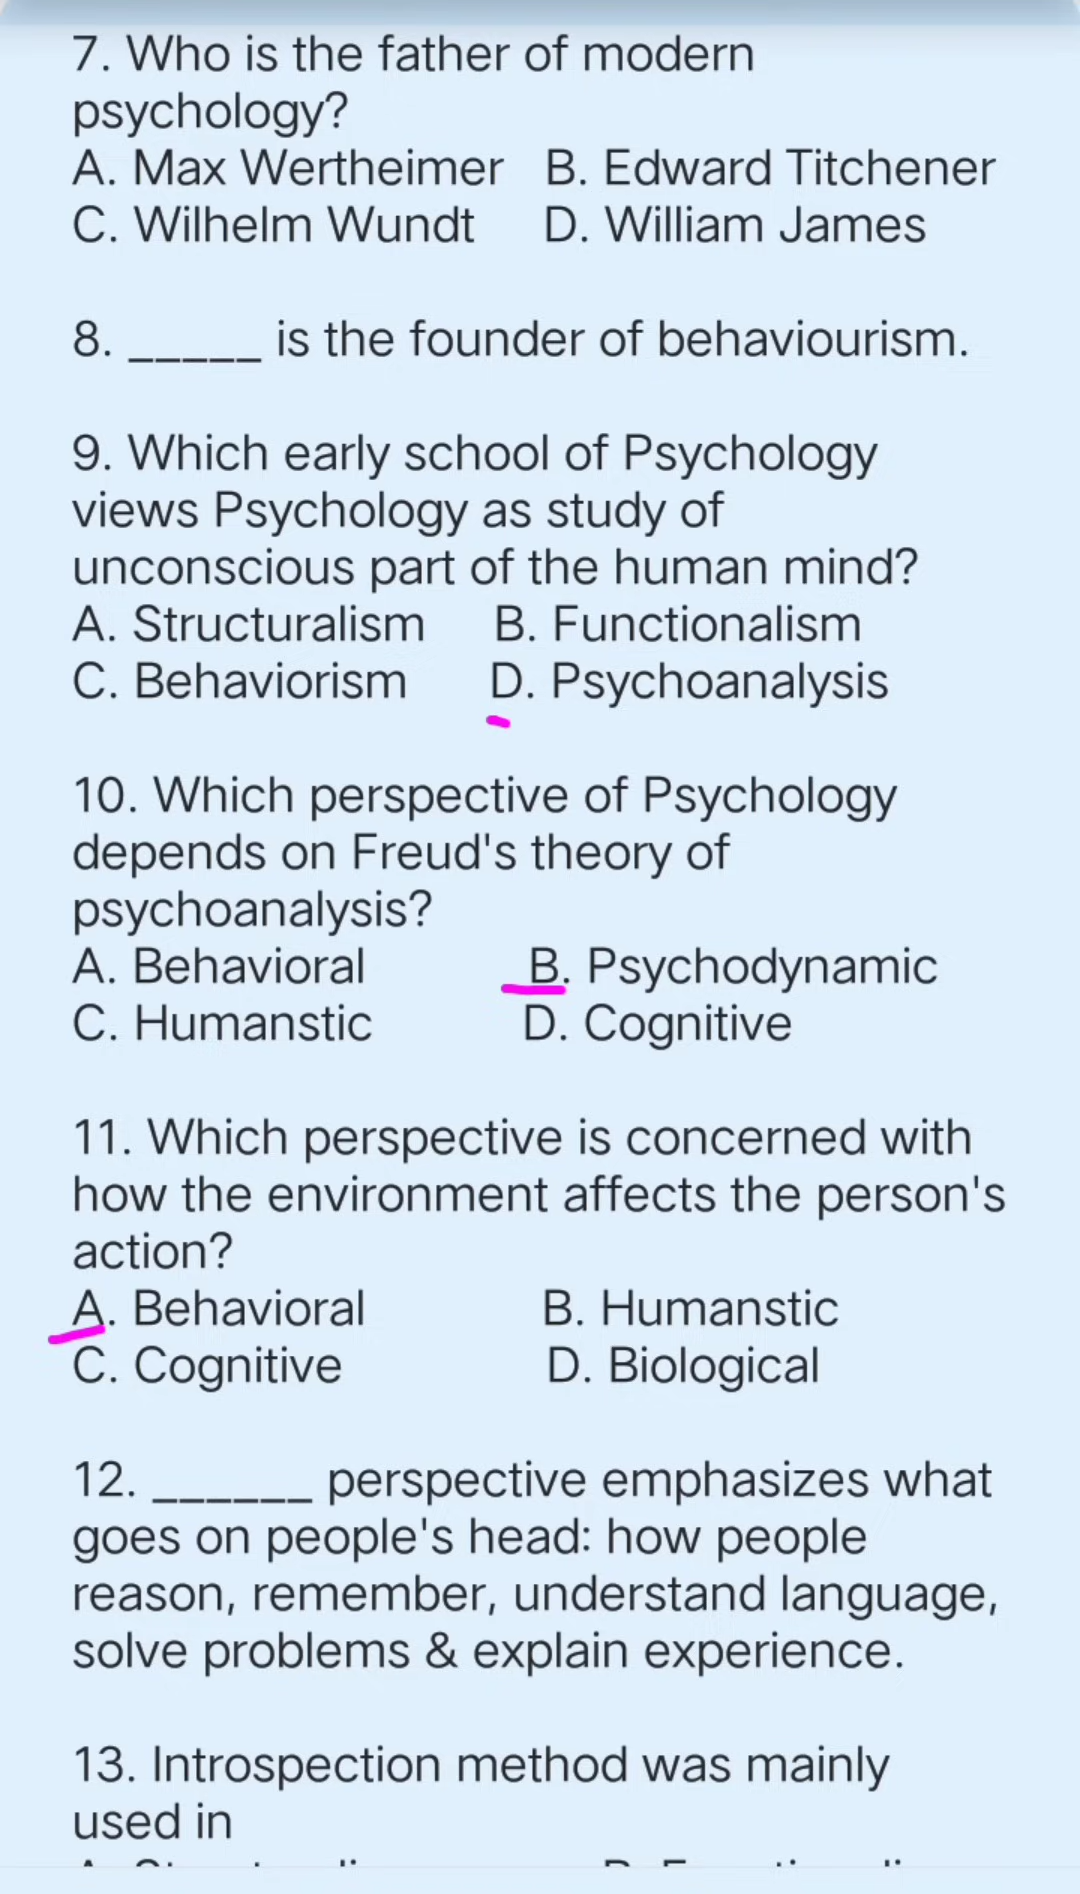 7. Who is the father of modern
psychology?
A. Max Wertheimer B. Edward Titchener
C. Wilhelm Wundt D. William James
8. _____ is the founder of behaviourism.
9. Which early school of Psychology
views Psychology as study of
unconscious part of the human mind?
A. Structuralism B. Functionalism
C. Behaviorism D. Psychoanalysis
10. Which perspective of Psychology
depends on Freud's theory of
psychoanalysis?
A. Behavioral B. Psychodynamic
C. Humanstic D. Cognitive
11. Which perspective is concerned with
how the environment affects the person's
action?
A. Behavioral B. Humanstic
C. Cognitive D. Biological
12. ______ perspective emphasizes what
goes on people's head: how people
reason, remember, understand language,
solve problems & explain experience.
13. Introspection method was mainly
used in